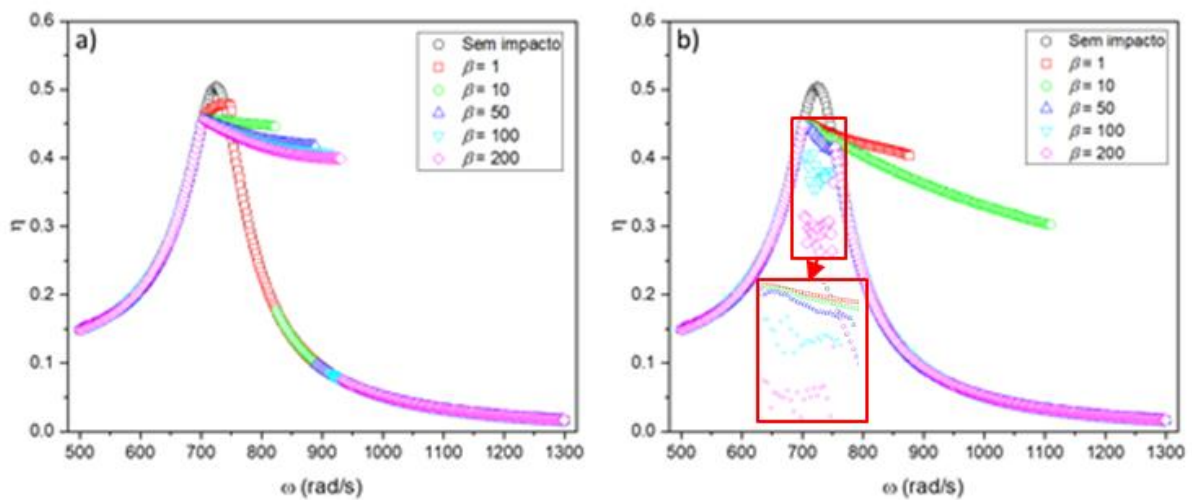 a)
Sem impacto
β = 1
β = 10
β = 50
β = 100
β = 200
η
0.6
0.5
0.4
0.3
0.2
0.1
0.0
500 600 700 800 900 1000 1100 1200 1300
ω (rad/s)
b)
Sem impacto
β = 1
β = 10
β = 50
β = 100
β = 200
η
0.6
0.5
0.4
0.3
0.2
0.1
0.0
500 600 700 800 900 1000 1100 1200 1300
ω (rad/s)